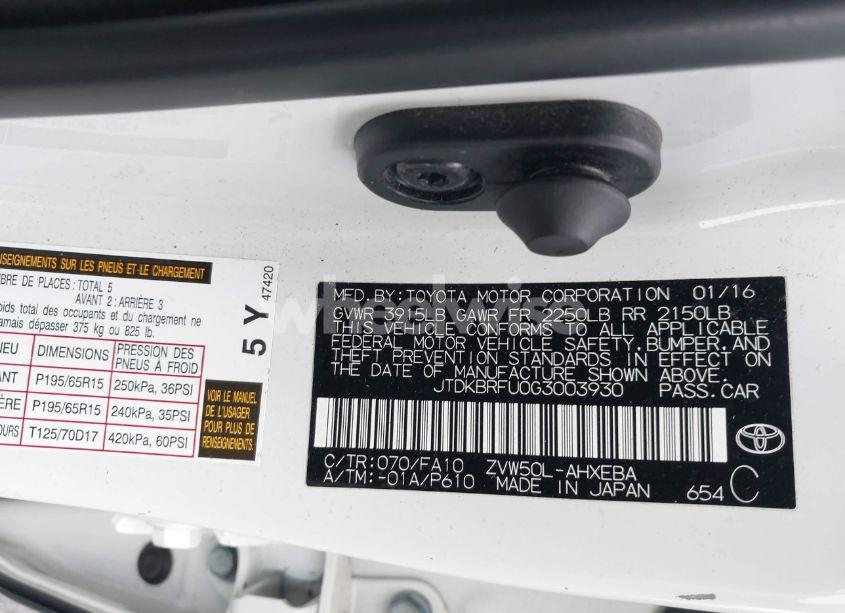 NSEIGNEMENTS SUR LES PNEUS ET LE CHARGEMENT
MBRE DE PLACES: TOTAL 5
AVANT 2: ARRIÈRE 3
oids total des occupants et du chargement ne
amais dépasser 375 kg ou 825 lb.
NEU DIMENSIONS PRESSION DES PNEUS À FROID
ANT P195/65R15 250kPa, 36PSI
ÈRE P195/65R15 240kPa, 35PSI
OURS T125/70D17 420kPa, 60PSI
VOIR LE MANUEL
DE L'USAGER
POUR PLUS DE
RENSEIGNEMENTS.
5 Y 47420
MFD.BY: TOYOTA MOTOR CORPORATION 01/16
GVWR 3915LB GAWR FR 2250LB RR 2150LB
THIS VEHICLE CONFORMS TO ALL APPLICABLE
FEDERAL MOTOR VEHICLE SAFETY, BUMPER, AND
THEFT PREVENTION STANDARDS IN EFFECT ON
THE DATE OF MANUFACTURE SHOWN ABOVE.
JTDKBRFU0G3003930 PASS.CAR
C/TR:070/FA10 ZVW50L-AHXEBA
A/TM:-01A/P610 MADE IN JAPAN 654 C
TOYOTA